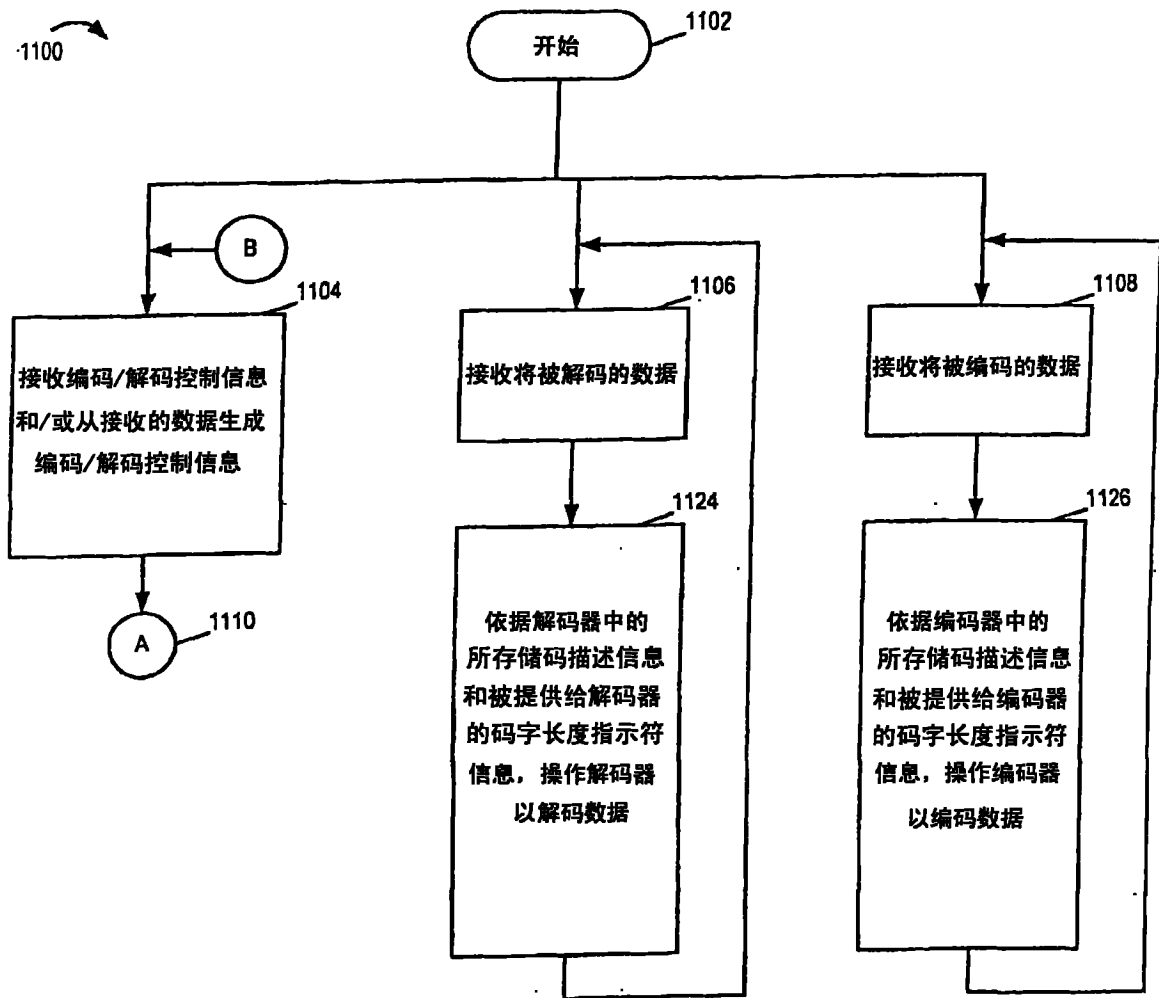 1100
1102
开始
B
1104
接收编码/解码控制信息
和/或从接收的数据生成
编码/解码控制信息
A
1110
1106
接收将被解码的数据
1124
依据解码器中的
所存储码描述信息
和被提供给解码器
的码字长度指示符
信息，操作解码器
以解码数据
1108
接收将被编码的数据
1126
依据编码器中的
所存储码描述信息
和被提供给编码器
的码字长度指示符
信息，操作编码器
以编码数据